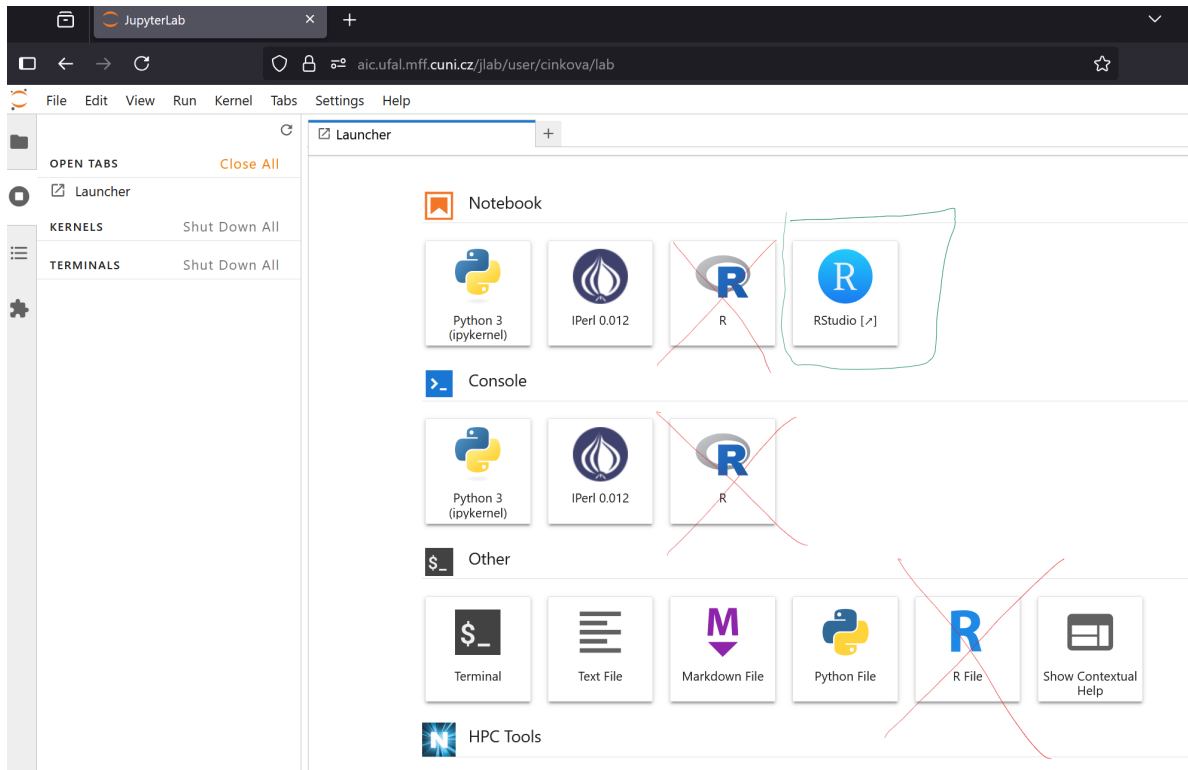 JupyterLab
aic.ufal.mff.cuni.cz/jlab/user/cinkova/lab
File Edit View Run Kernel Tabs Settings Help
Launcher
OPEN TABS Close All
Launcher
KERNELS Shut Down All
TERMINALS Shut Down All
Notebook
Python 3
(ipykernel)
IPerl 0.012
R
R
R
RStudio [↗]
Console
Python 3
(ipykernel)
IPerl 0.012
R
R
$_
Other
$_
Terminal
Text File
M
Markdown File
Python File
R
R File
Show Contextual
Help
N
HPC Tools